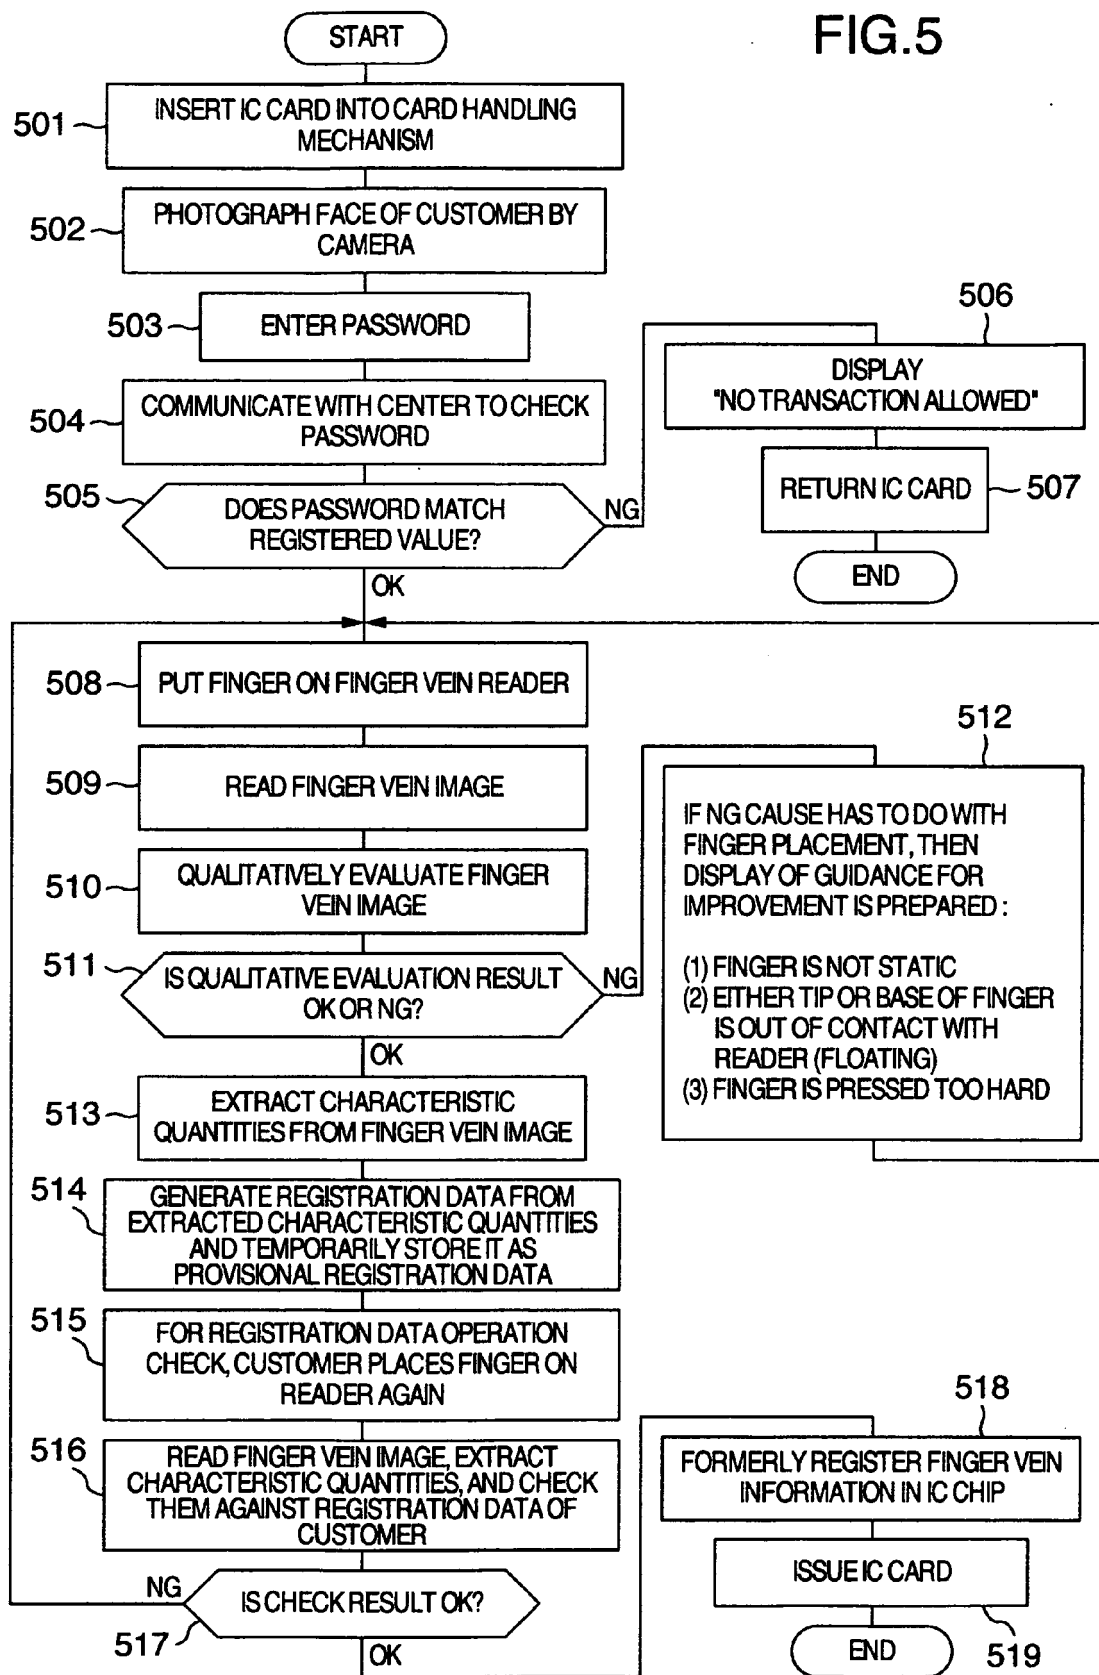 FIG.5
START
501
INSERT IC CARD INTO CARD HANDLING
MECHANISM
502
PHOTOGRAPH FACE OF CUSTOMER BY
CAMERA
503
ENTER PASSWORD
504
COMMUNICATE WITH CENTER TO CHECK
PASSWORD
505
DOES PASSWORD MATCH
REGISTERED VALUE?
NG
OK
506
DISPLAY
"NO TRANSACTION ALLOWED"
RETURN IC CARD
507
END
508
PUT FINGER ON FINGER VEIN READER
509
READ FINGER VEIN IMAGE
510
QUALITATIVELY EVALUATE FINGER
VEIN IMAGE
511
IS QUALITATIVE EVALUATION RESULT
OK OR NG?
NG
OK
512
IF NG CAUSE HAS TO DO WITH
FINGER PLACEMENT, THEN
DISPLAY OF GUIDANCE FOR
IMPROVEMENT IS PREPARED :
(1) FINGER IS NOT STATIC
(2) EITHER TIP OR BASE OF FINGER
IS OUT OF CONTACT WITH
READER (FLOATING)
(3) FINGER IS PRESSED TOO HARD
513
EXTRACT CHARACTERISTIC
QUANTITIES FROM FINGER VEIN IMAGE
514
GENERATE REGISTRATION DATA FROM
EXTRACTED CHARACTERISTIC QUANTITIES
AND TEMPORARILY STORE IT AS
PROVISIONAL REGISTRATION DATA
515
FOR REGISTRATION DATA OPERATION
CHECK, CUSTOMER PLACES FINGER ON
READER AGAIN
516
READ FINGER VEIN IMAGE, EXTRACT
CHARACTERISTIC QUANTITIES, AND CHECK
THEM AGAINST REGISTRATION DATA OF
CUSTOMER
NG
IS CHECK RESULT OK?
517
OK
518
FORMERLY REGISTER FINGER VEIN
INFORMATION IN IC CHIP
ISSUE IC CARD
519
END